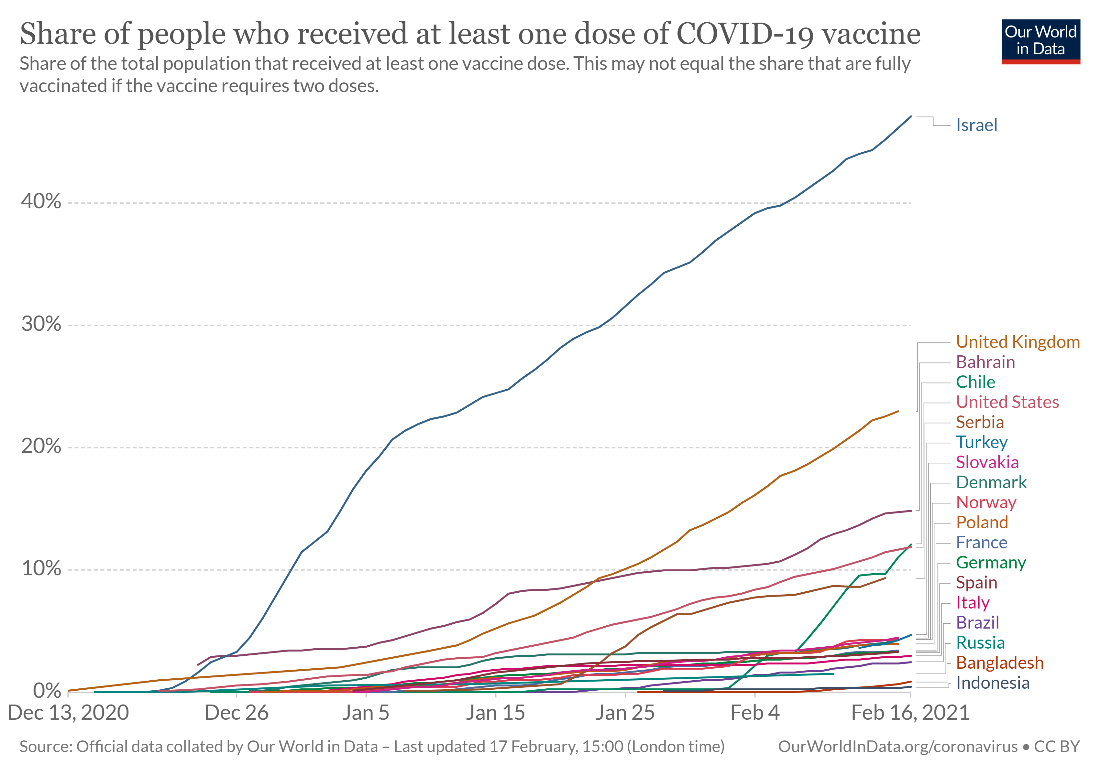 Share of people who received at least one dose of COVID-19 vaccine
Our World
in Data
Share of the total population that received at least one vaccine dose. This may not equal the share that are fully
vaccinated if the vaccine requires two doses.
Israel
40%
30%
United Kingdom
Bahrain
Chile
United States
Serbia
20%
Turkey
Slovakia
Denmark
Norway
Poland
France
10%
Germany
Spain
Italy
Brazil
Russia
Bangladesh
Indonesia
0%
Dec 13, 2020 Dec 26 Jan 5 Jan 15 Jan 25 Feb 4 Feb 16, 2021
Source: Official data collated by Our World in Data – Last updated 17 February, 15:00 (London time)
OurWorldInData.org/coronavirus • CC BY